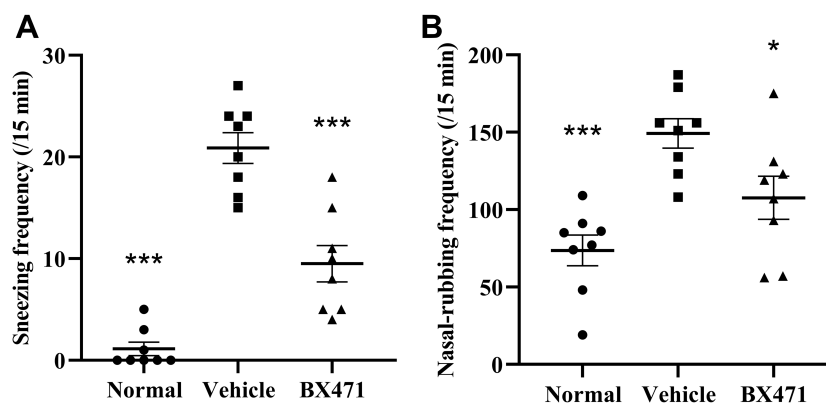 A
Sneezing frequency (/15 min)
30
20
10
0
***
***
Normal Vehicle BX471
B
Nasal-rubbing frequency (/15 min)
200
150
100
50
0
***
*
Normal Vehicle BX471